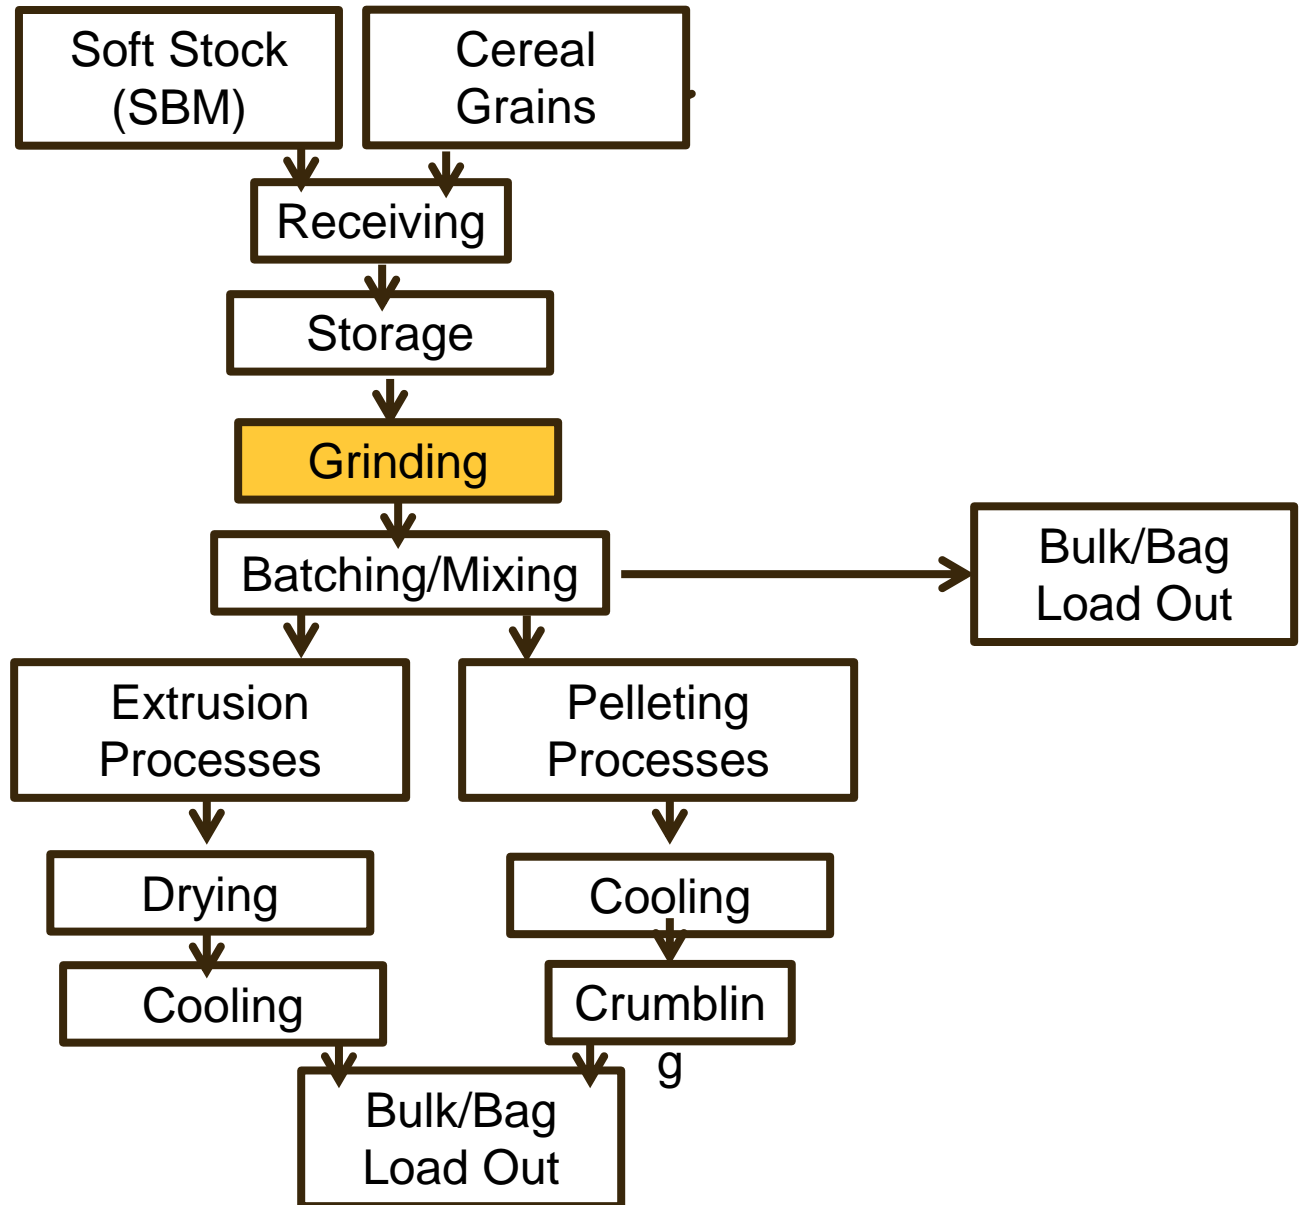 Soft Stock
(SBM)
Cereal
Grains
Receiving
Storage
Grinding
Batching/Mixing
Bulk/Bag
Load Out
Extrusion
Processes
Pelleting
Processes
Drying
Cooling
Cooling
Crumblin
g
Bulk/Bag
Load Out